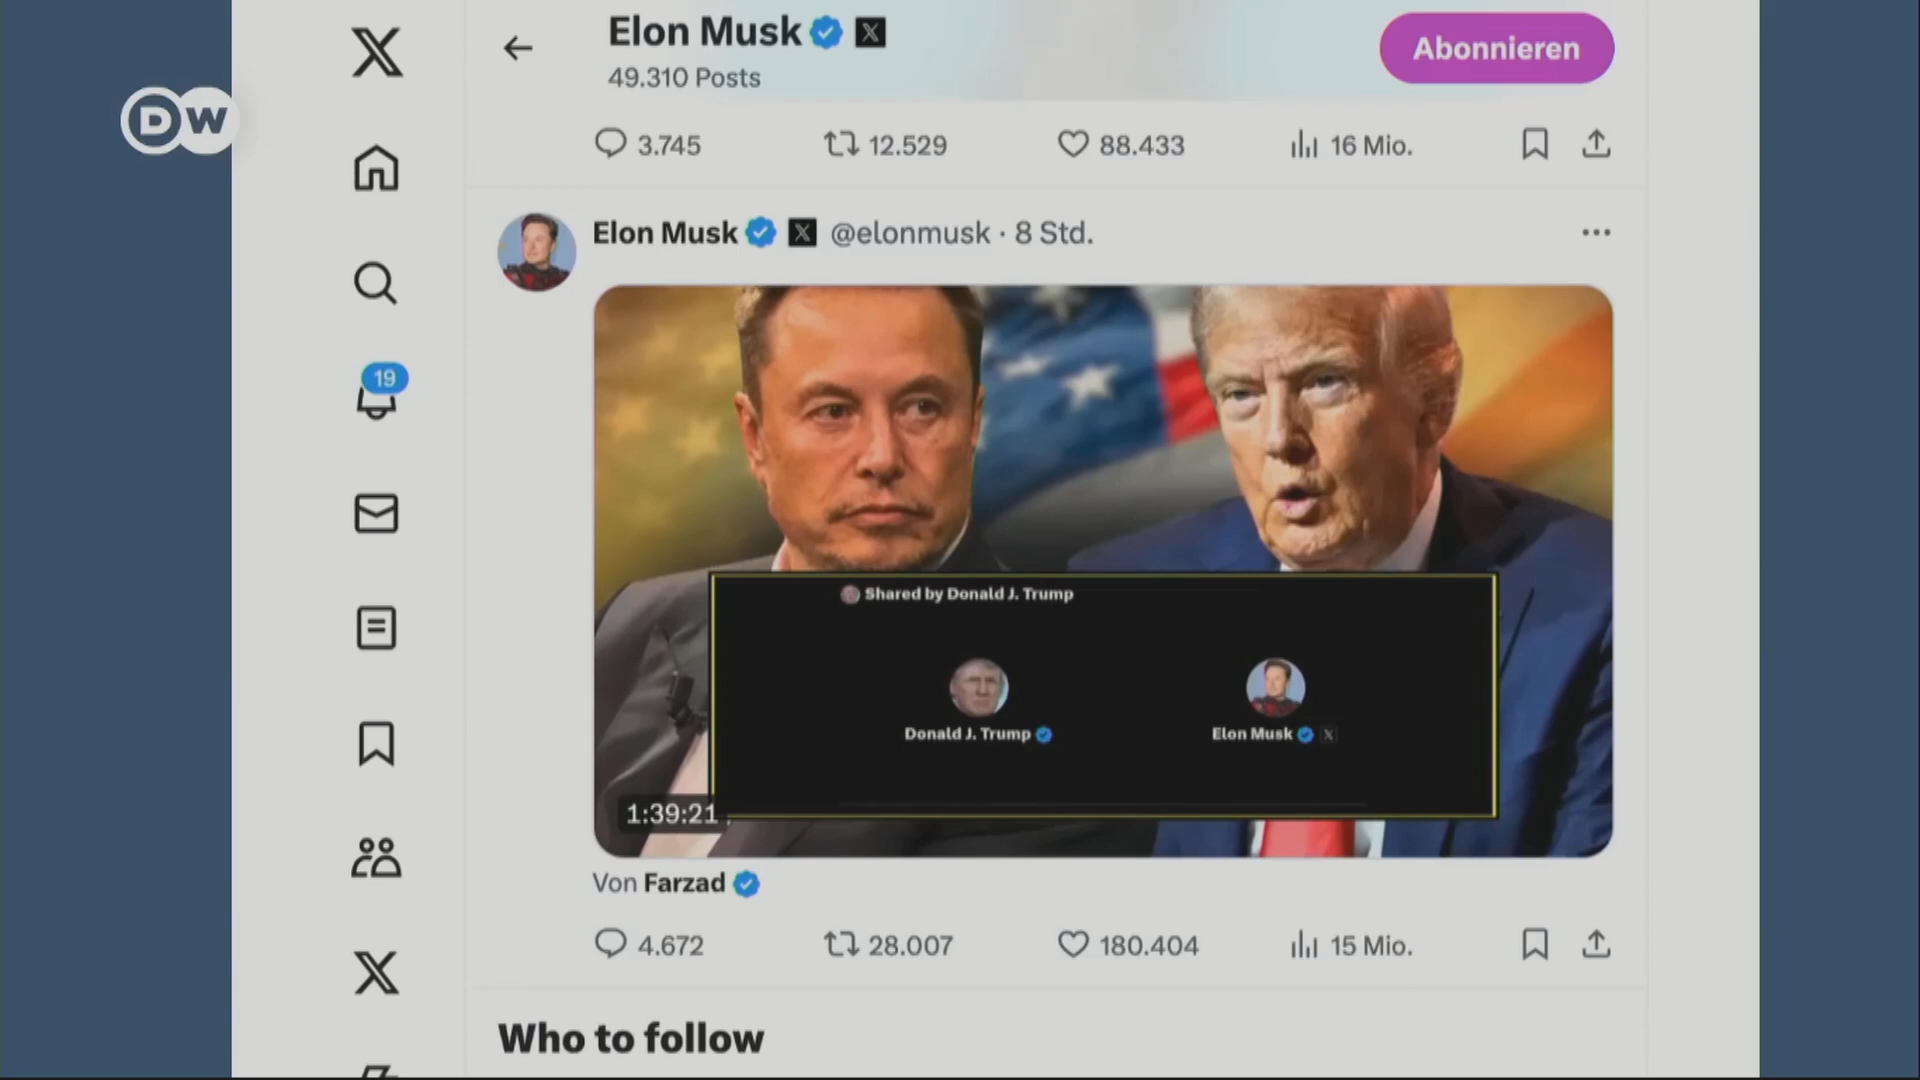 DW
Elon Musk
49.310 Posts
Abonnieren
3.745 12.529 88.433 16 Mio.
Elon Musk @elonmusk · 8 Std.
Shared by Donald J. Trump
Donald J. Trump
Elon Musk
1:39:21
Von Farzad
4.672 28.007 180.404 15 Mio.
Who to follow
19